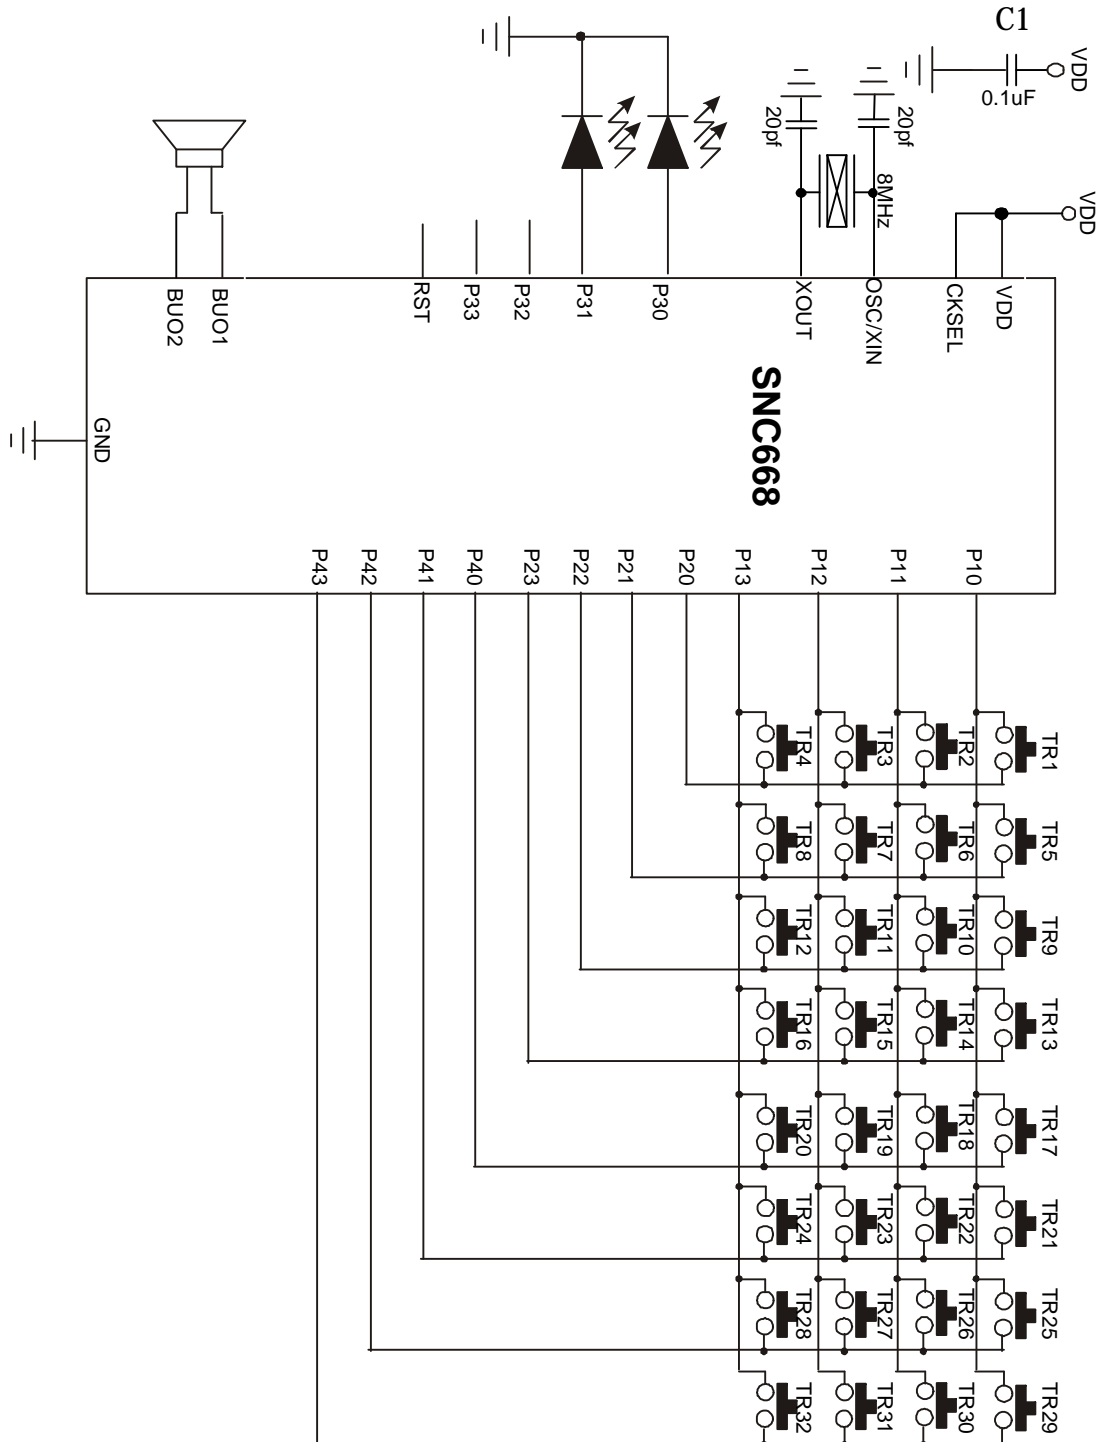 C1
VDD
0.1uF
20pf
20pf
8MHz
VDD
BUO2
BUO1
RST
P33
P32
P31
P30
XOUT
OSC/XIN
CKSEL
VDD
SNC668
GND
P43
P42
P41
P40
P23
P22
P21
P20
P13
P12
P11
P10
TR4
TR3
TR2
TR1
TR8
TR7
TR6
TR5
TR12
TR11
TR10
TR9
TR16
TR15
TR14
TR13
TR20
TR19
TR18
TR17
TR24
TR23
TR22
TR21
TR28
TR27
TR26
TR25
TR32
TR31
TR30
TR29